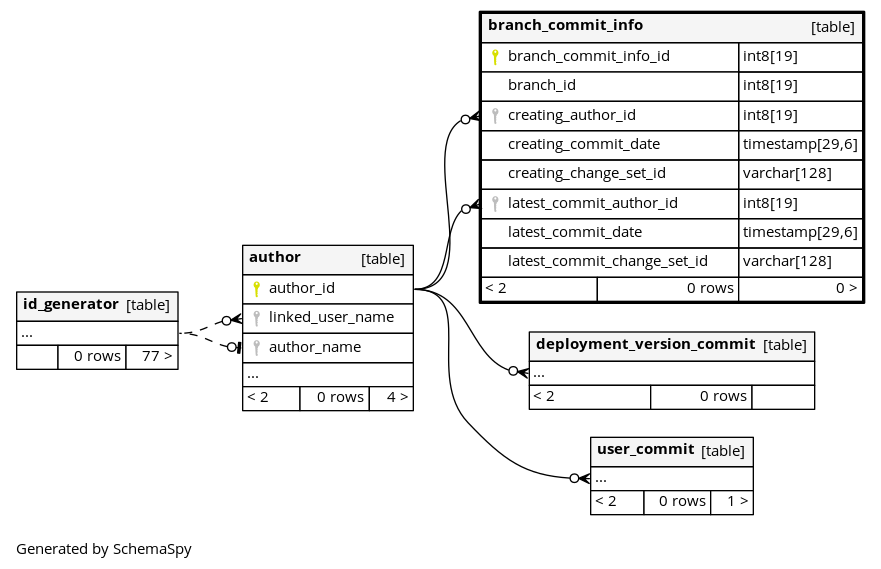 branch_commit_info [table]
branch_commit_info_id int8[19]
branch_id int8[19]
creating_author_id int8[19]
creating_commit_date timestamp[29,6]
creating_change_set_id varchar[128]
latest_commit_author_id int8[19]
latest_commit_date timestamp[29,6]
latest_commit_change_set_id varchar[128]
< 2 0 rows 0 >
author [table]
author_id
linked_user_name
author_name
...
< 2 0 rows 4 >
id_generator [table]
...
0 rows 77 >
deployment_version_commit [table]
...
< 2 0 rows
user_commit [table]
...
< 2 0 rows 1 >
Generated by SchemaSpy